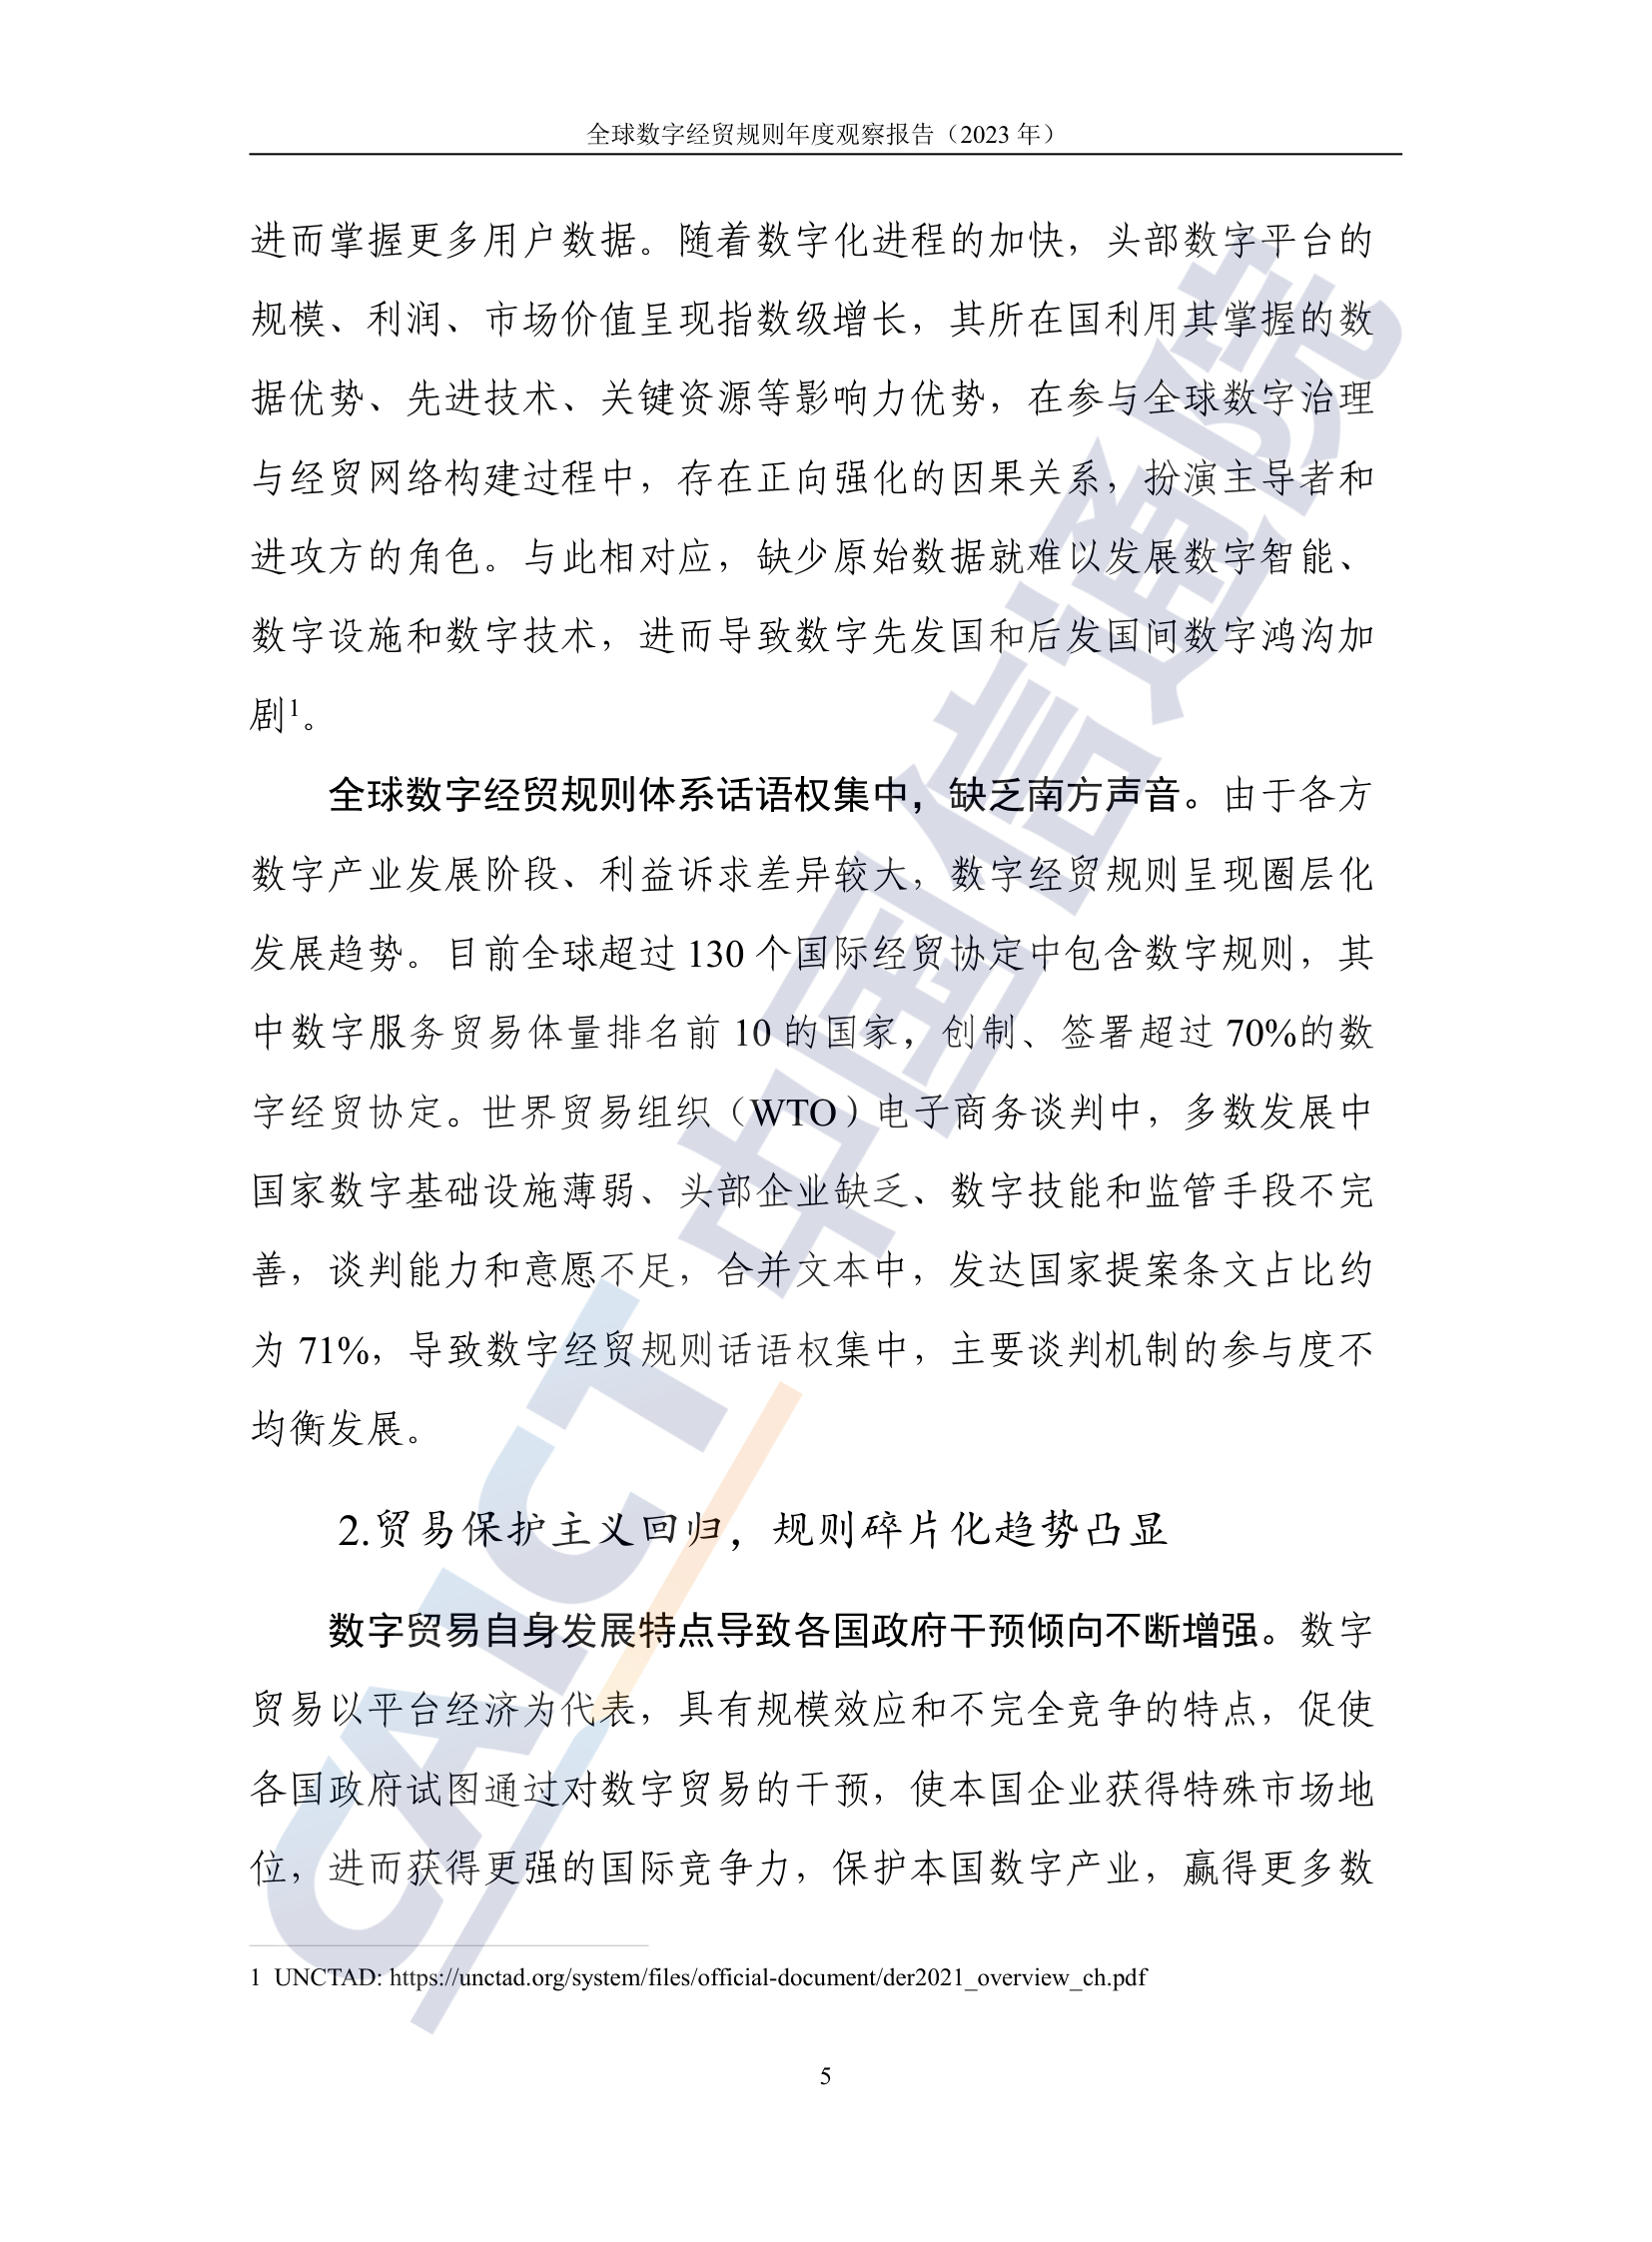 全球数字经贸规则年度观察报告（2023 年）
进而掌握更多用户数据。随着数字化进程的加快，头部数字平台的
规模、利润、市场价值呈现指数级增长，其所在国利用其掌握的数
据优势、先进技术、关键资源等影响力优势，在参与全球数字治理
与经贸网络构建过程中，存在正向强化的因果关系，扮演主导者和
进攻方的角色。与此相对应，缺少原始数据就难以发展数字智能、
数字设施和数字技术，进而导致数字先发国和后发国间数字鸿沟加
剧1。
全球数字经贸规则体系话语权集中，缺乏南方声音。由于各方
数字产业发展阶段、利益诉求差异较大，数字经贸规则呈现圈层化
发展趋势。目前全球超过 130 个国际经贸协定中包含数字规则，其
中数字服务贸易体量排名前 10 的国家，创制、签署超过 70%的数
字经贸协定。世界贸易组织（WTO）电子商务谈判中，多数发展中
国家数字基础设施薄弱、头部企业缺乏、数字技能和监管手段不完
善，谈判能力和意愿不足，合并文本中，发达国家提案条文占比约
为 71%，导致数字经贸规则话语权集中，主要谈判机制的参与度不
均衡发展。
2.贸易保护主义回归，规则碎片化趋势凸显
数字贸易自身发展特点导致各国政府干预倾向不断增强。数字
贸易以平台经济为代表，具有规模效应和不完全竞争的特点，促使
各国政府试图通过对数字贸易的干预，使本国企业获得特殊市场地
位，进而获得更强的国际竞争力，保护本国数字产业，赢得更多数
1 UNCTAD: https://unctad.org/system/files/official-document/der2021_overview_ch.pdf
5
CAICT 中国信通院